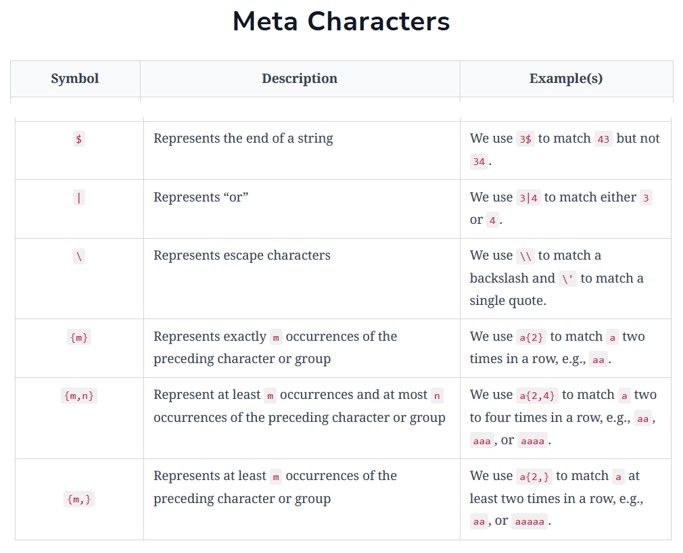 Meta Characters
Symbol Description Example(s)
$ Represents the end of a string We use 3$ to match 43 but not
34 .
| Represents “or” We use 3|4 to match either 3
or 4 .
\ Represents escape characters We use \\ to match a
backslash and \' to match a
single quote.
{m} Represents exactly m occurrences of the We use a{2} to match a two
preceding character or group times in a row, e.g., aa .
{m,n} Represent at least m occurrences and at most n We use a{2,4} to match a two
occurrences of the preceding character or group to four times in a row, e.g., aa ,
aaa , or aaaa .
Represents at least m occurrences of the We use a{2,} to match a at
{m,} preceding character or group least two times in a row, e.g.,
aa , or aaaaa .